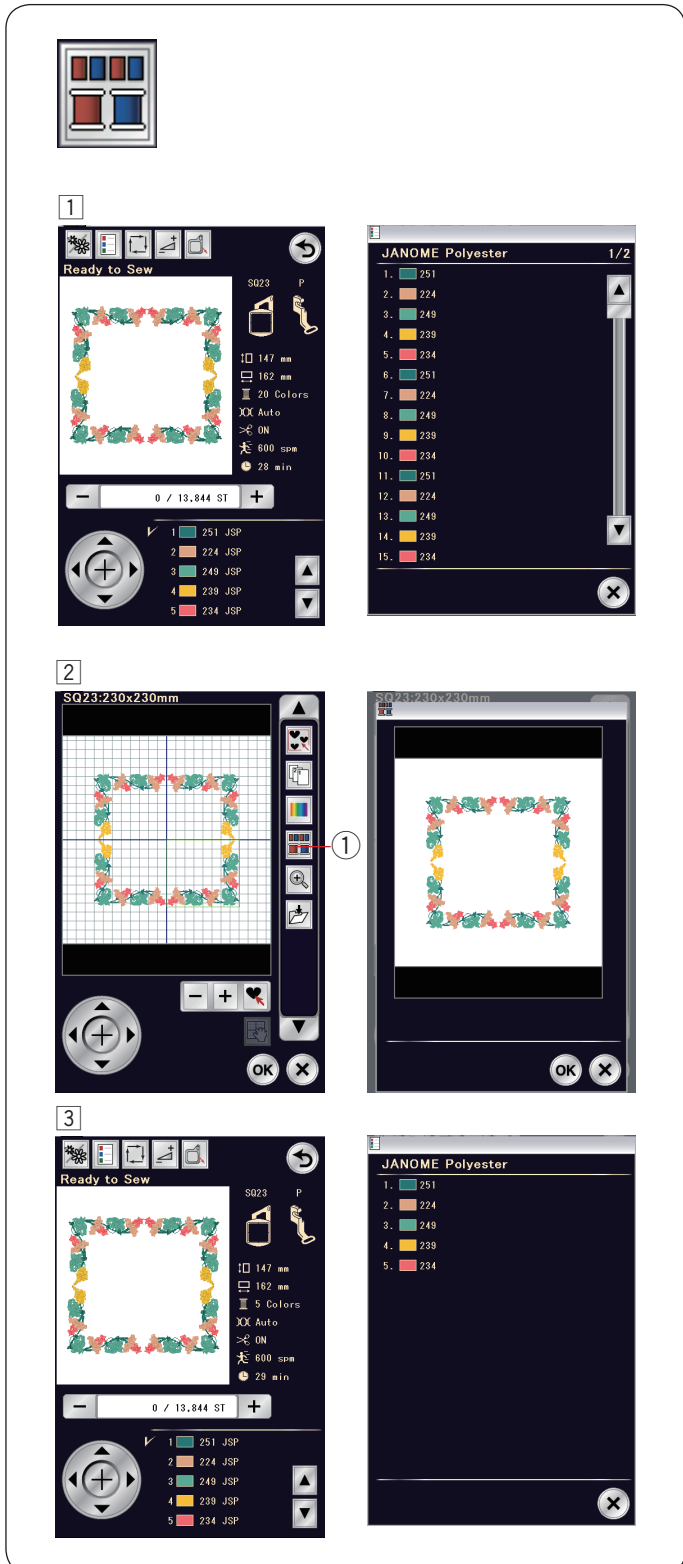 1
Ready to Sew
SQ23 P
147 mm
162 mm
20 Colors
Auto
ON
600 spm
28 min
− 0 / 13,844 ST +
1 251 JSP
2 224 JSP
3 249 JSP
4 239 JSP
5 234 JSP
JANOME Polyester 1/2
1. 251
2. 224
3. 249
4. 239
5. 234
6. 251
7. 224
8. 249
9. 239
10. 234
11. 251
12. 224
13. 249
14. 239
15. 234
2
SQ23:230x230mm
1
OK
SQ23:230x230mm
OK
3
Ready to Sew
SQ23 P
147 mm
162 mm
5 Colors
Auto
ON
600 spm
29 min
− 0 / 13,844 ST +
1 251 JSP
2 224 JSP
3 249 JSP
4 239 JSP
5 234 JSP
JANOME Polyester
1. 251
2. 224
3. 249
4. 239
5. 234